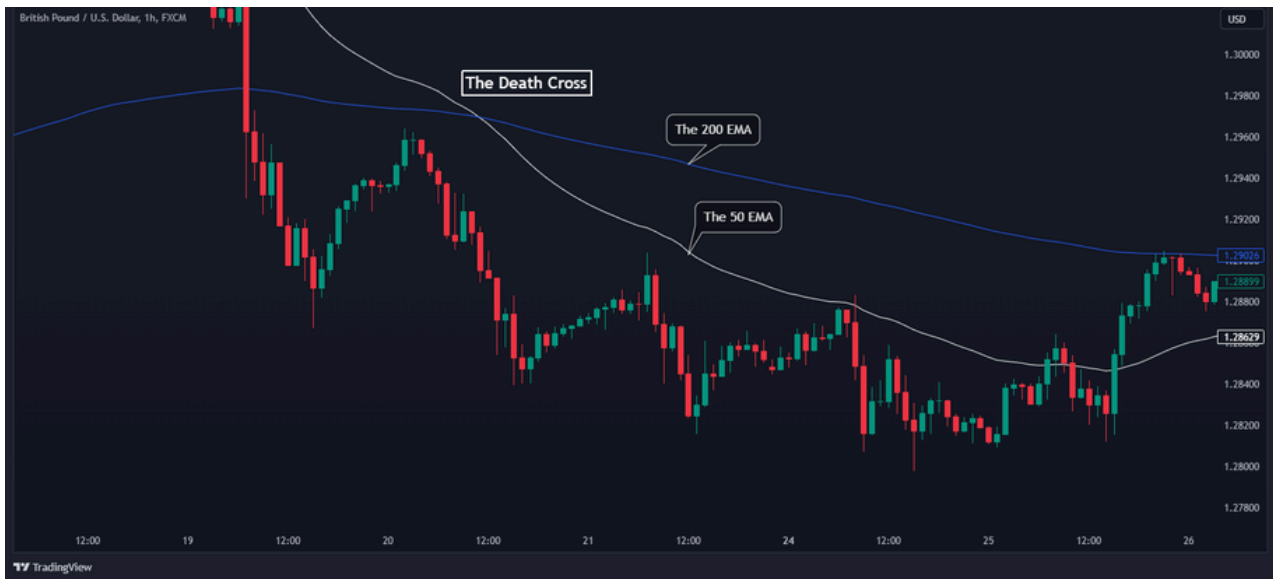 British Pound / U.S. Dollar, 1h, FXCM
USD
1.30000
The Death Cross
1.29800
The 200 EMA
1.29600
1.29400
The 50 EMA
1.29200
1.29026
1.28899
1.28800
1.28629
1.28400
1.28200
1.28000
1.27800
12:00 19 12:00 20 12:00 21 12:00 24 12:00 25 12:00 26
TradingView